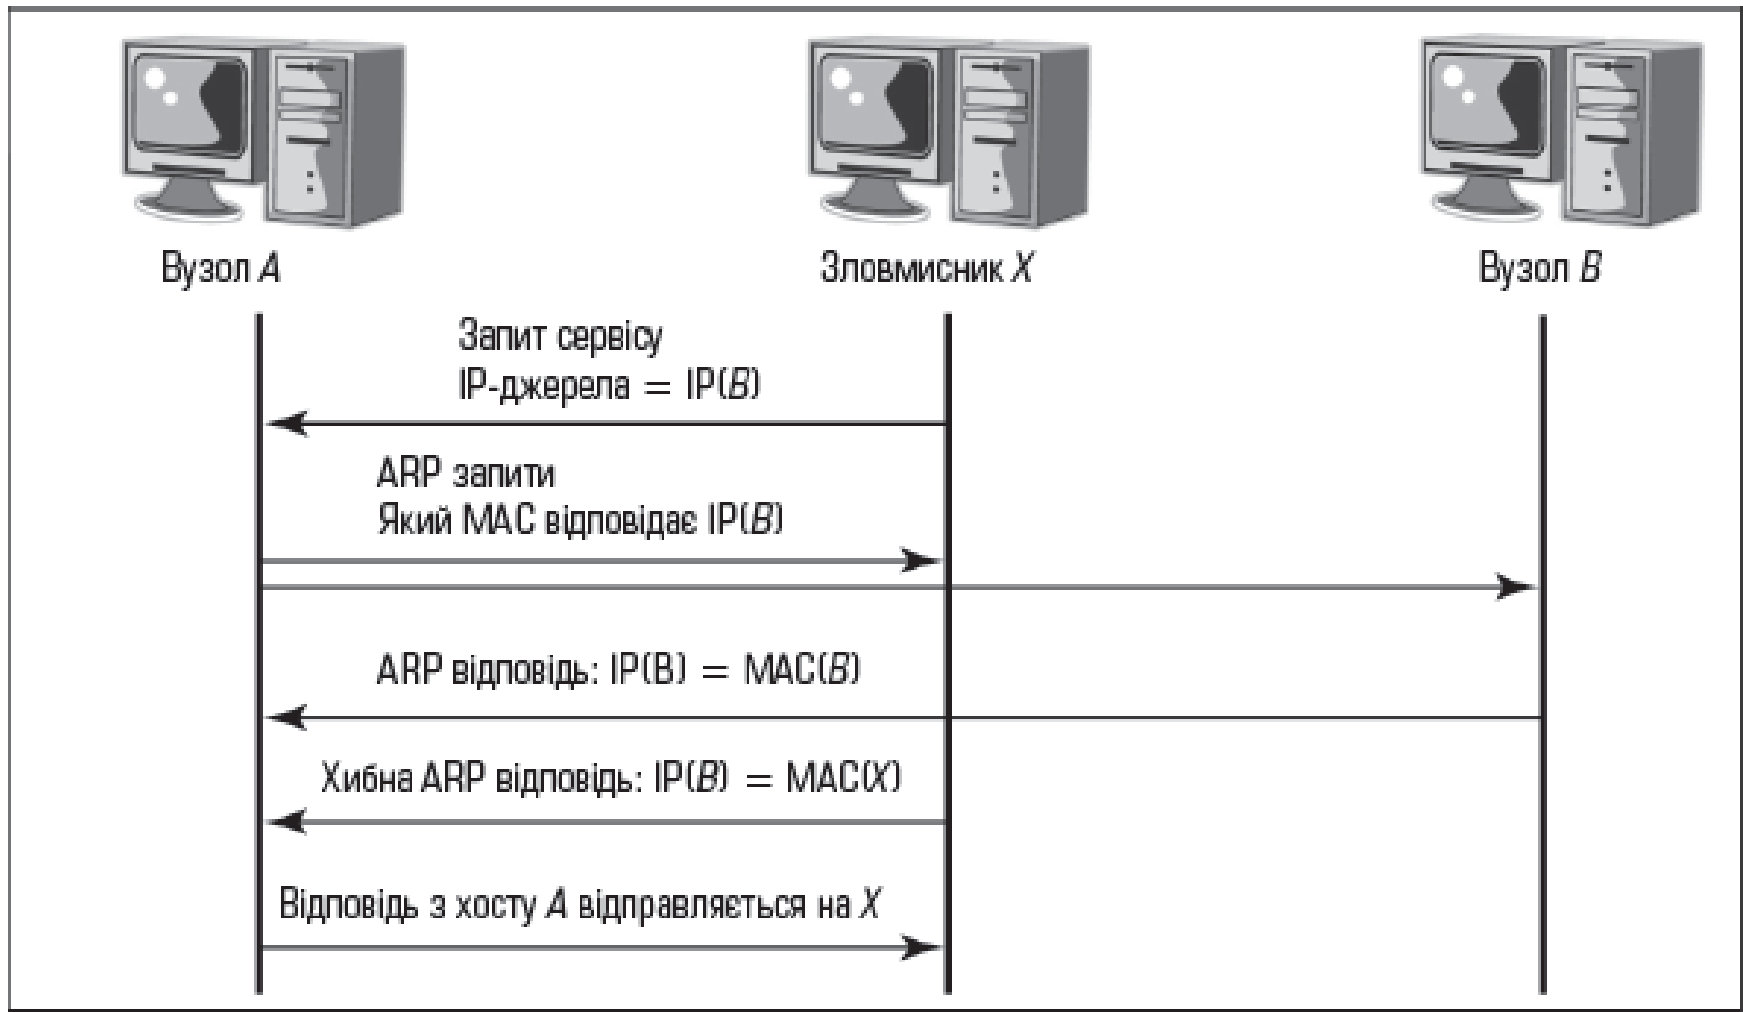 Вузол A
Зловмисник X
Вузол B
Запит сервісу
IP-джерела = IP(B)
ARP запити
Який MAC відповідає IP(B)
ARP відповідь: IP(B) = MAC(B)
Хибна ARP відповідь: IP(B) = MAC(X)
Відповідь з хосту A відправляється на X